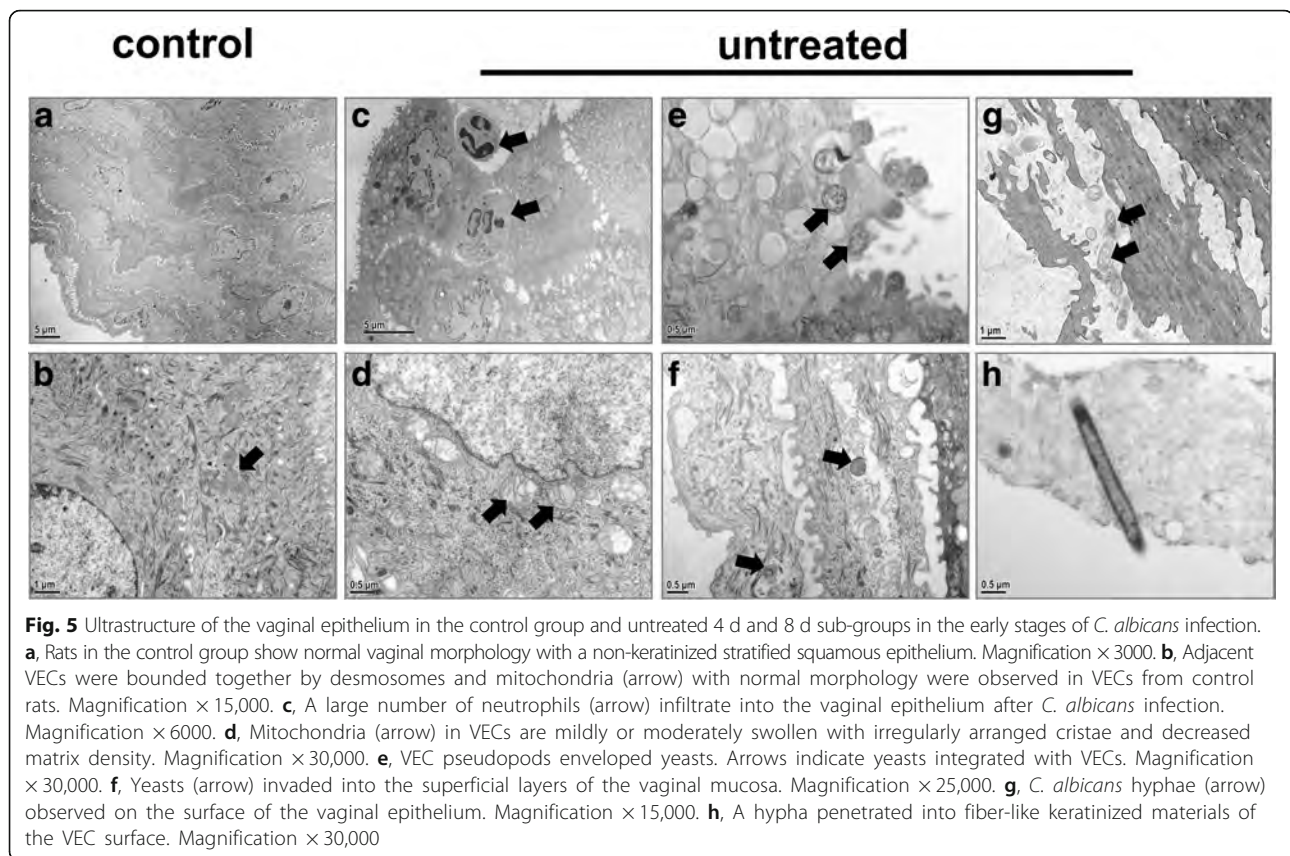 control
untreated
a
c
e
g
5 µm
5 µm
0.5 µm
1 µm
b
d
f
h
1 µm
0.5 µm
0.5 µm
0.5 µm
Fig. 5 Ultrastructure of the vaginal epithelium in the control group and untreated 4 d and 8 d sub-groups in the early stages of C. albicans infection.
a, Rats in the control group show normal vaginal morphology with a non-keratinized stratified squamous epithelium. Magnification × 3000. b, Adjacent
VECs were bounded together by desmosomes and mitochondria (arrow) with normal morphology were observed in VECs from control
rats. Magnification × 15,000. c, A large number of neutrophils (arrow) infiltrate into the vaginal epithelium after C. albicans infection.
Magnification × 6000. d, Mitochondria (arrow) in VECs are mildly or moderately swollen with irregularly arranged cristae and decreased
matrix density. Magnification × 30,000. e, VEC pseudopods enveloped yeasts. Arrows indicate yeasts integrated with VECs. Magnification
× 30,000. f, Yeasts (arrow) invaded into the superficial layers of the vaginal mucosa. Magnification × 25,000. g, C. albicans hyphae (arrow)
observed on the surface of the vaginal epithelium. Magnification × 15,000. h, A hypha penetrated into fiber-like keratinized materials of
the VEC surface. Magnification × 30,000